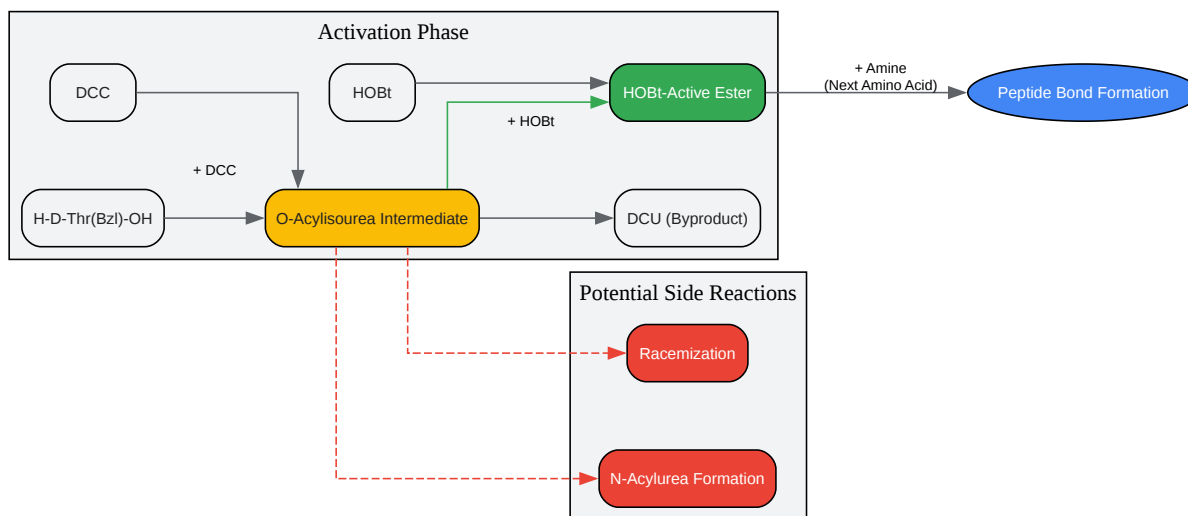 Activation Phase
DCC
HOBt
HOBt-Active Ester
+ Amine
(Next Amino Acid)
Peptide Bond Formation
+ HOBt
+ DCC
H-D-Thr(Bzl)-OH
O-Acylisourea Intermediate
DCU (Byproduct)
Potential Side Reactions
Racemization
N-Acylurea Formation